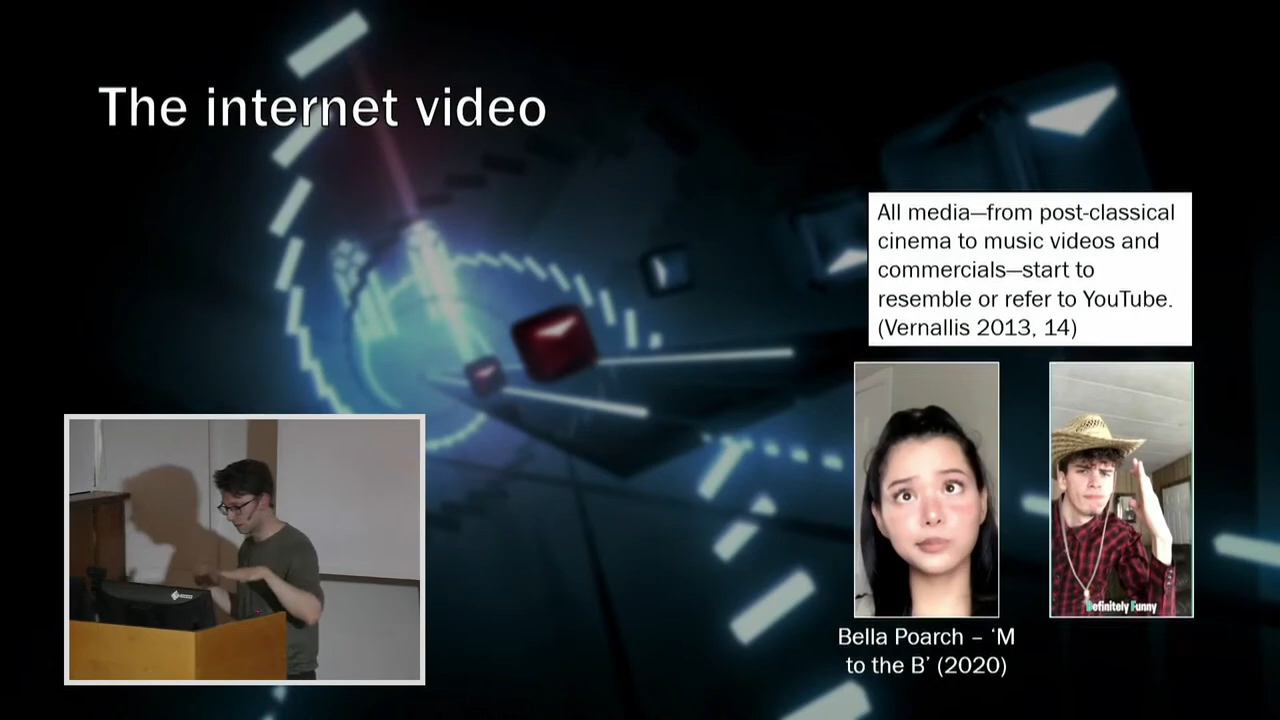 The internet video
All media—from post-classical
cinema to music videos and
commercials—start to
resemble or refer to YouTube.
(Vernallis 2013, 14)
Definitely Funny
Bella Poarch – ‘M
to the B’ (2020)